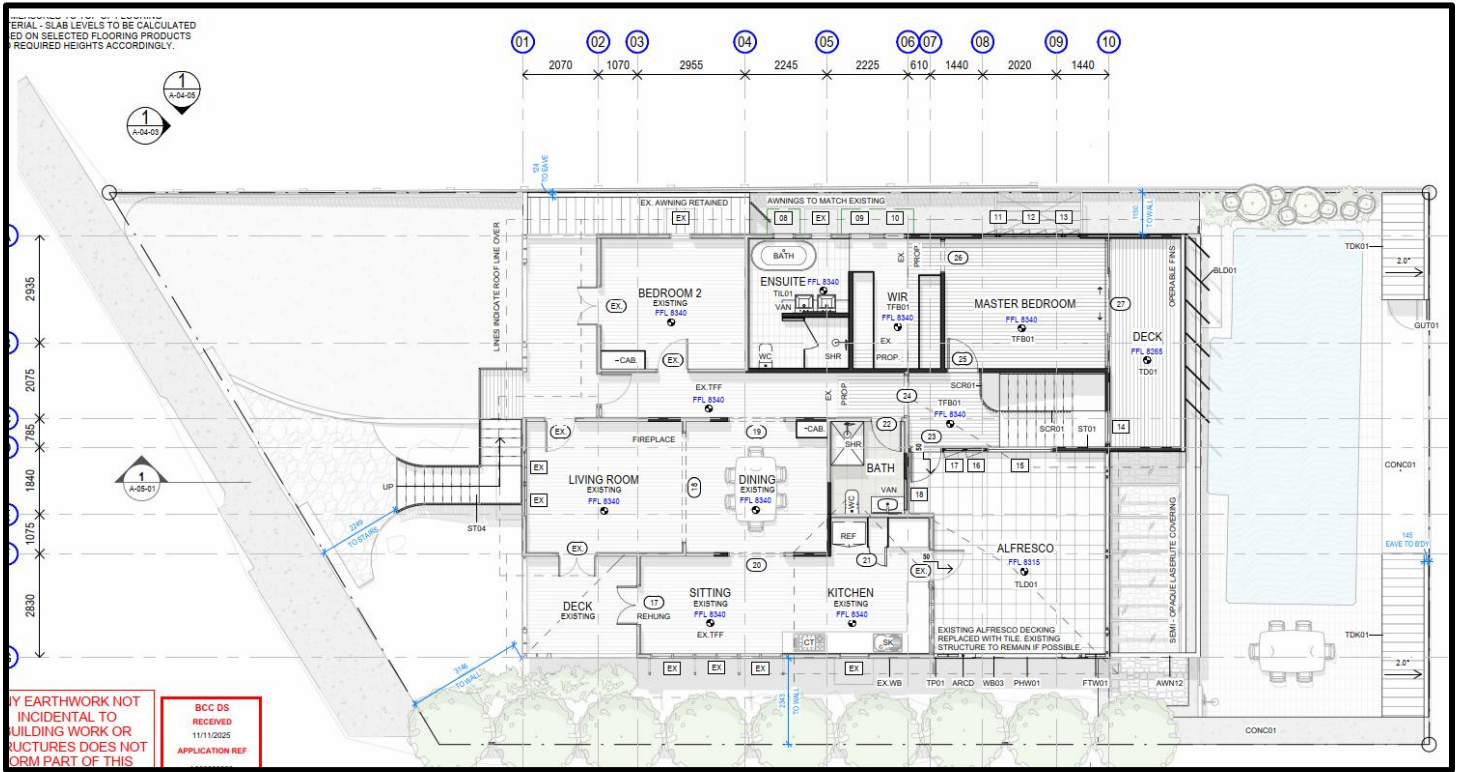 TERIAL - SLAB LEVELS TO BE CALCULATED
ED ON SELECTED FLOORING PRODUCTS
REQUIRED HEIGHTS ACCORDINGLY.
01 02 03 04 05 06 07 08 09 10
2070 1070 2955 2245 2225 610 1440 2020 1440
1
A-04-05
1
A-04-03
124
TO EAVE
EX. AWNING RETAINED
AWNINGS TO MATCH EXISTING
EX 08 EX 09 10 11 12 13
1150
TO WALL
TDK01
2.0°
BLD01
GUT01
LINES INDICATE ROOF LINE OVER
2935
2075
785
1840
1075
2830
BATH
EX.
PROP.
26
OPERABLE FINS
ENSUITE
FFL 8340
TIL01
VAN
BEDROOM 2
EXISTING
FFL 8340
EX.
WIR
TFB01
FFL 8340
MASTER BEDROOM
FFL 8340
TFB01
27
DECK
FFL 8265
TD01
EX.
PROP.
-CAB.
EX.
WC
SHR
25
EX.TFF
FFL 8340
EX.
PROP
24
SCR01
TFB01
FFL 8340
EX.
FIREPLACE
19
-CAB.
22
SHR
23
SCR01
ST01
14
50
BATH
17 16 15
EX
EX
LIVING ROOM
EXISTING
FFL 8340
18
DINING
EXISTING
FFL 8340
VAN
WC
18
CONC01
1
A-05-01
UP
ST04
2249
TO STAIRS
SEMI - OPAQUE LASERLITE COVERING
REF
EX.
20
21
50
EX.
ALFRESCO
FFL 8315
TLD01
145
EAVE TO B'DY
DECK
EXISTING
17
REHUNG
SITTING
EXISTING
FFL 8340
EX.TFF
KITCHEN
EXISTING
FFL 8340
CT
SK
EXISTING ALFRESCO DECKING
REPLACED WITH TILE. EXISTING
STRUCTURE TO REMAIN IF POSSIBLE.
TDK01
2.0°
3146
TO WALL
EX EX EX EX
EX.WB TP01 ARCD WB03 PHW01 FTW01 AWN12
2343
TO WALL
CONC01
NY EARTHWORK NOT
INCIDENTAL TO
UILDING WORK OR
RUCTURES DOES NOT
ORM PART OF THIS
BCC DS
RECEIVED
11/11/2025
APPLICATION REF